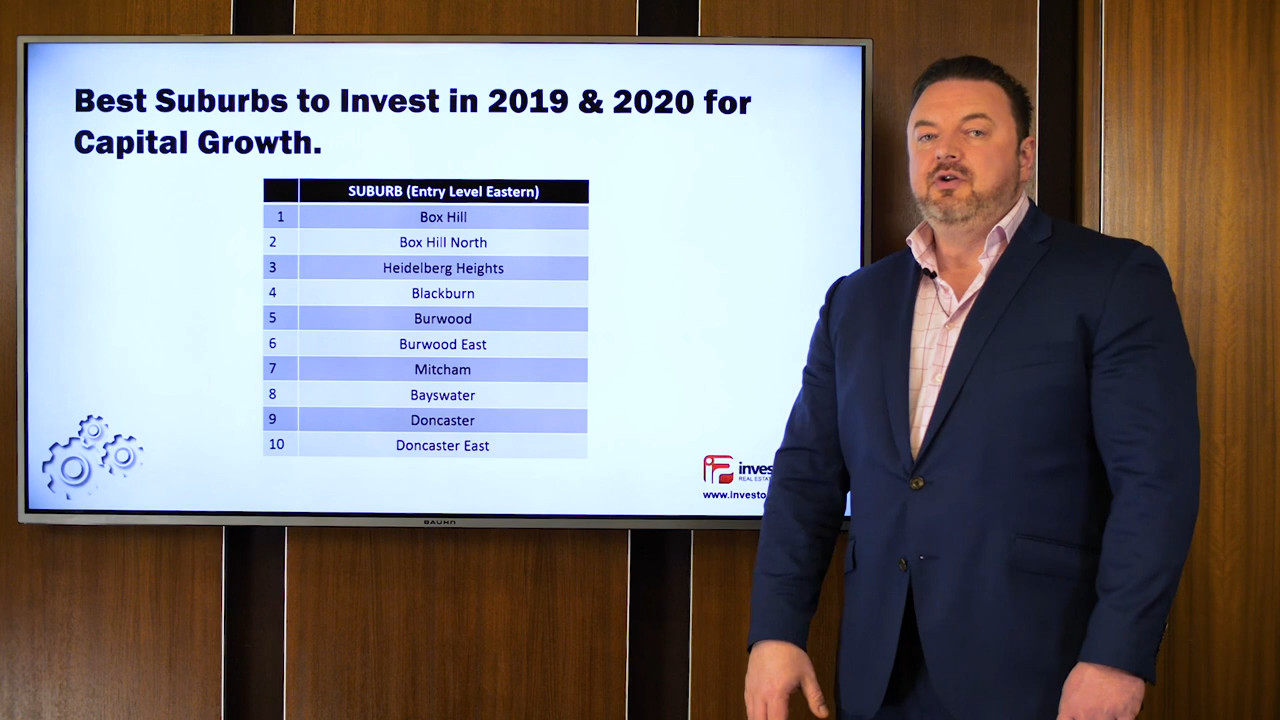 Best Suburbs to Invest in 2019 & 2020 for
Capital Growth.
SUBURB (Entry Level Eastern)
1 Box Hill
2 Box Hill North
3 Heidelberg Heights
4 Blackburn
5 Burwood
6 Burwood East
7 Mitcham
8 Bayswater
9 Doncaster
10 Doncaster East
REAL
BAUHN